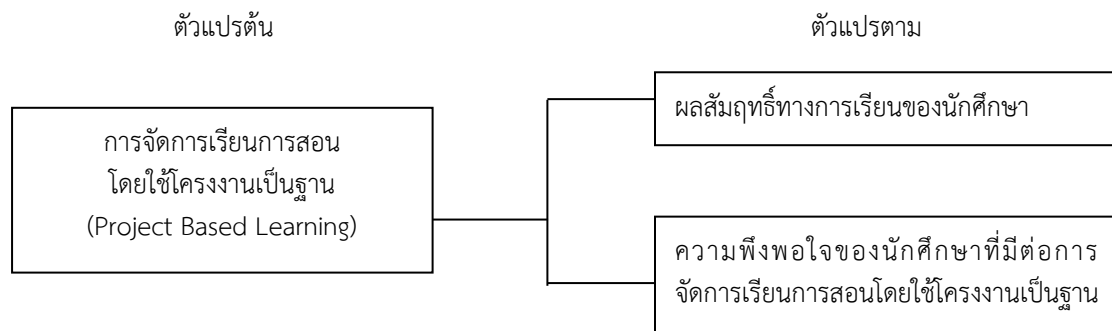 ตัวแปรต้น
ตัวแปรตาม
การจัดการเรียนการสอน
โดยใช้โครงงานเป็นฐาน
(Project Based Learning)
ผลสัมฤทธิ์ทางการเรียนของนักศึกษา
ความพึงพอใจของนักศึกษาที่มีต่อการ
จัดการเรียนการสอนโดยใช้โครงงานเป็นฐาน